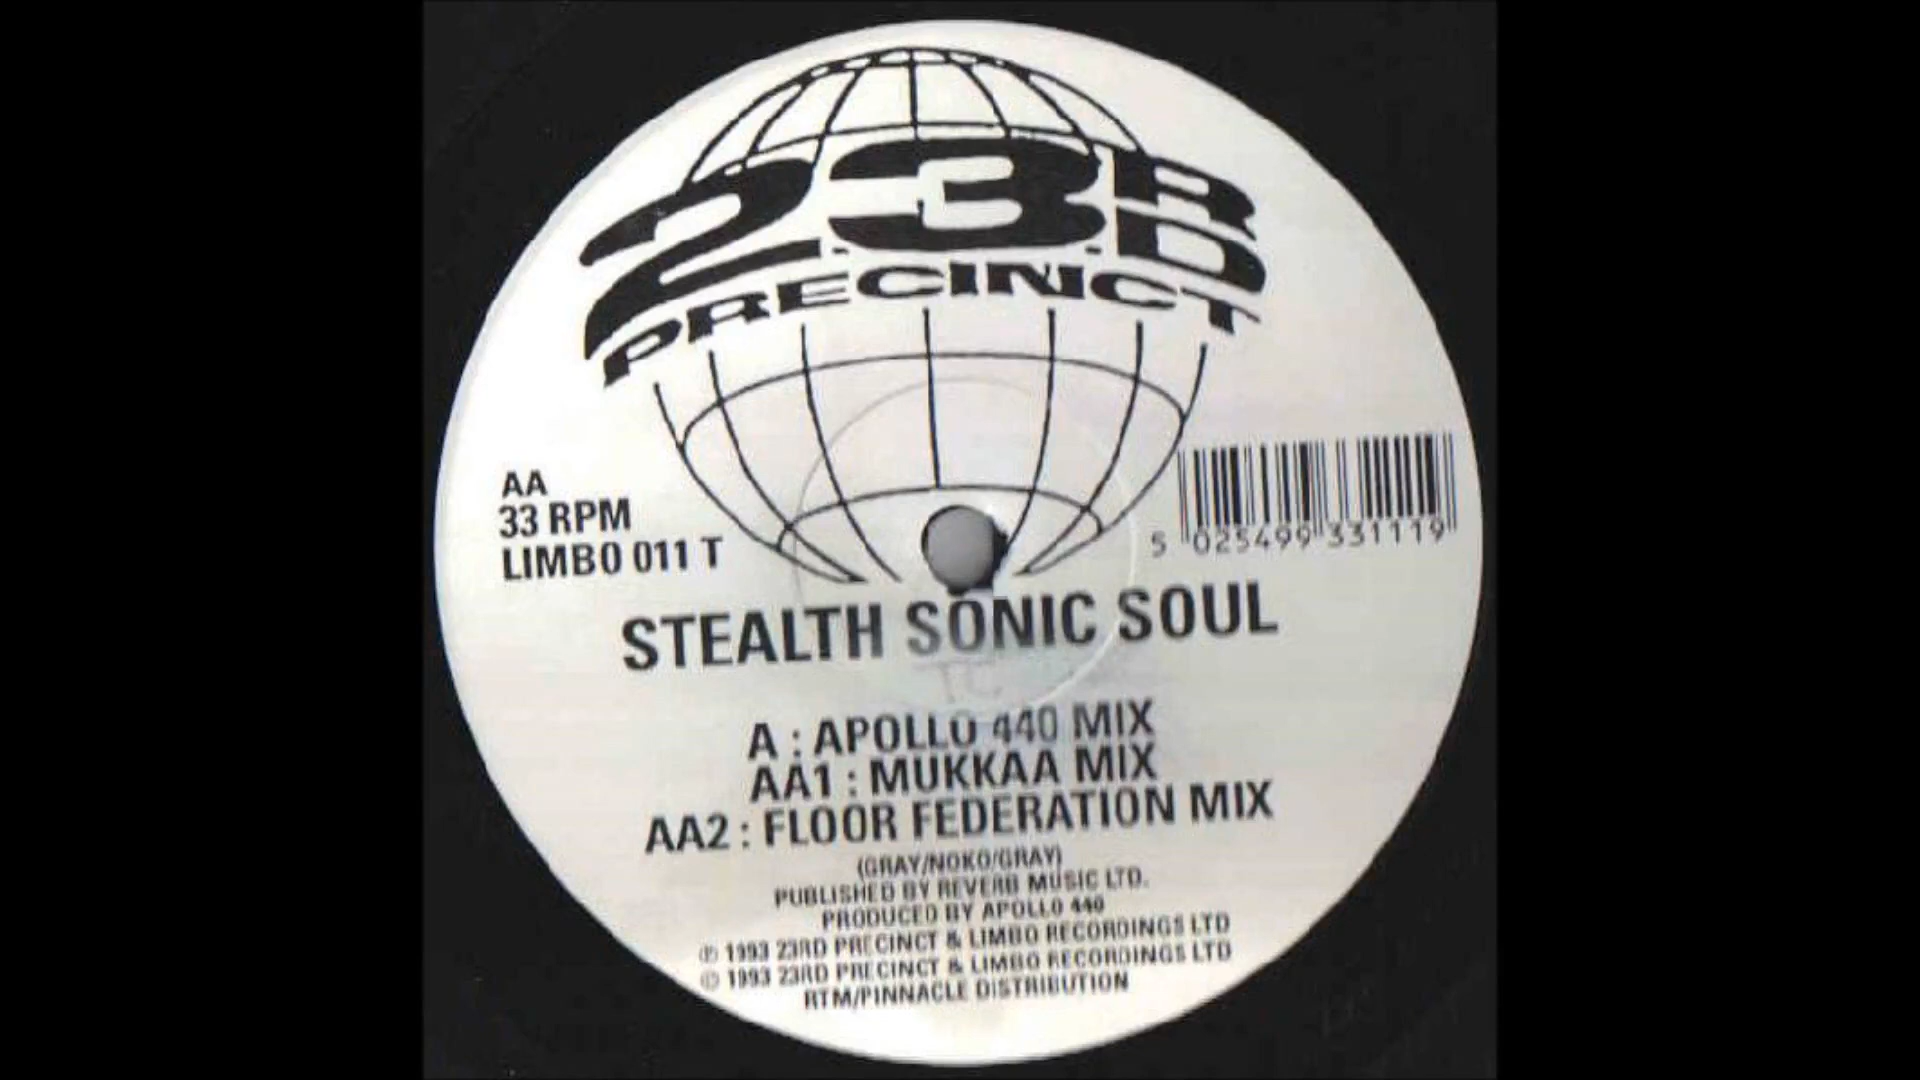 23RD
PRECINCT
AA
33 RPM
LIMBO 011 T
5 025499 331119
STEALTH SONIC SOUL
A : APOLLO 440 MIX
AA1 : MUKKAA MIX
AA2 : FLOOR FEDERATION MIX
(GRAY/NOKO/GRAY)
PUBLISHED BY REVERB MUSIC LTD.
PRODUCED BY APOLLO 440
℗ 1993 23RD PRECINCT & LIMBO RECORDINGS LTD
© 1993 23RD PRECINCT & LIMBO RECORDINGS LTD
RTM/PINNACLE DISTRIBUTION